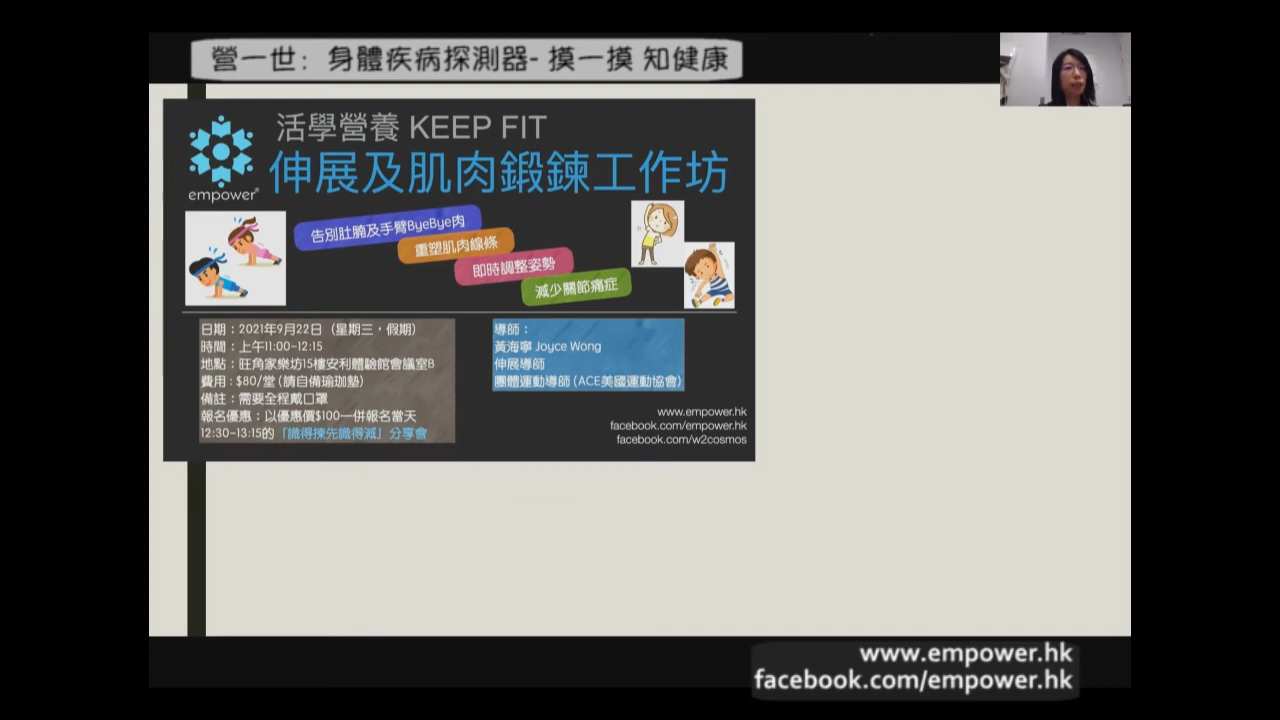 營一世：身體疾病探測器- 摸一摸 知健康
活學營養 KEEP FIT
伸展及肌肉鍛鍊工作坊
empower®
告別肚腩及手臂ByeBye肉
重塑肌肉線條
即時調整姿勢
減少關節痛症
日期：2021年9月22日（星期三，假期）
時間：上午11:00-12:15
地點：旺角家樂坊15樓安利體驗館會議室B
費用：$80/堂 (請自備瑜珈墊)
備註：需要全程戴口罩
報名優惠：以優惠價$100一併報名當天
12:30-13:15的「識得揀先識得減」分享會
導師：
黃海寧 Joyce Wong
伸展導師
團體運動導師 (ACE美國運動協會)
www.empower.hk
facebook.com/empower.hk
facebook.com/w2cosmos
www.empower.hk
facebook.com/empower.hk